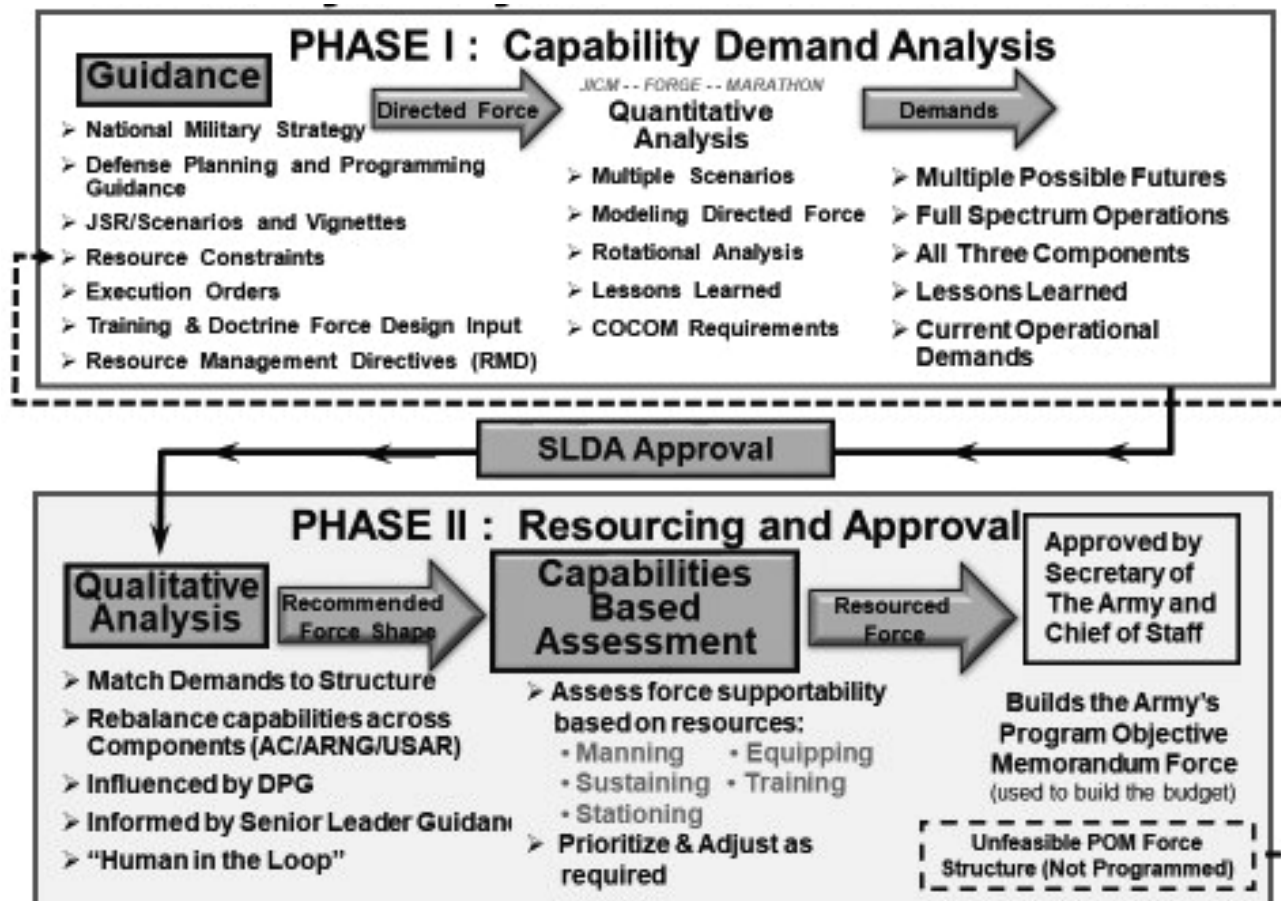 PHASE I : Capability Demand Analysis
Guidance
National Military Strategy
Defense Planning and Programming
Guidance
JSR/Scenarios and Vignettes
Resource Constraints
Execution Orders
Training & Doctrine Force Design Input
Resource Management Directives (RMD)
Directed Force
JICM -- FORGE -- MARATHON
Quantitative
Analysis
Multiple Scenarios
Modeling Directed Force
Rotational Analysis
Lessons Learned
COCOM Requirements
Demands
Multiple Possible Futures
Full Spectrum Operations
All Three Components
Lessons Learned
Current Operational
Demands
SLDA Approval
PHASE II : Resourcing and Approval
Qualitative
Analysis
Match Demands to Structure
Rebalance capabilities across
Components (AC/ARNG/USAR)
Influenced by DPG
Informed by Senior Leader
"Human in the Loop"
Recommended
Force Shape
Capabilities
Based
Assessment
Assess force supportability
based on resources:
• Manning • Equipping
• Sustaining • Training
• Stationing
Prioritize & Adjust as
required
Resourced
Force
Approved by
Secretary of
The Army and
Chief of Staff
Builds the Army's
Program Objective
Memorandum Force
(used to build the budget)
Unfeasible POM Force
Structure (Not Programmed)